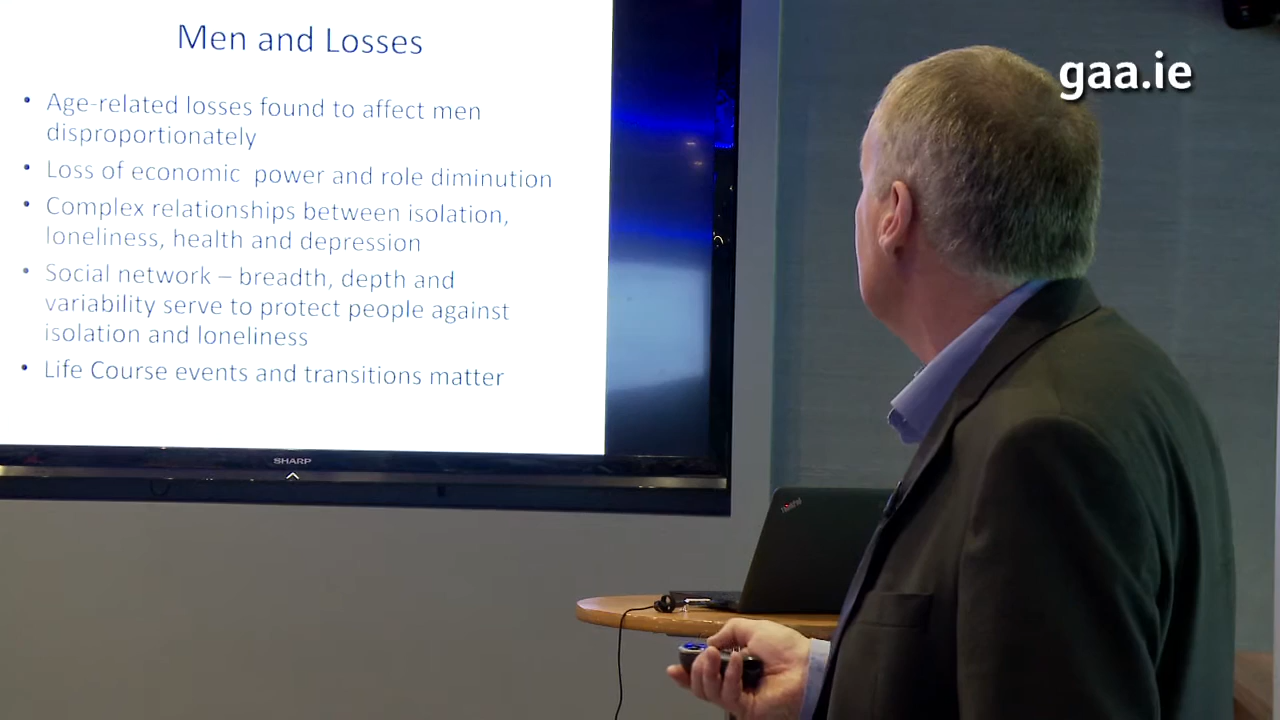 Men and Losses
gaa.ie
• Age-related losses found to affect men
disproportionately
• Loss of economic power and role diminution
• Complex relationships between isolation,
loneliness, health and depression
• Social network – breadth, depth and
variability serve to protect people against
isolation and loneliness
• Life Course events and transitions matter
SHARP
ThinkPad